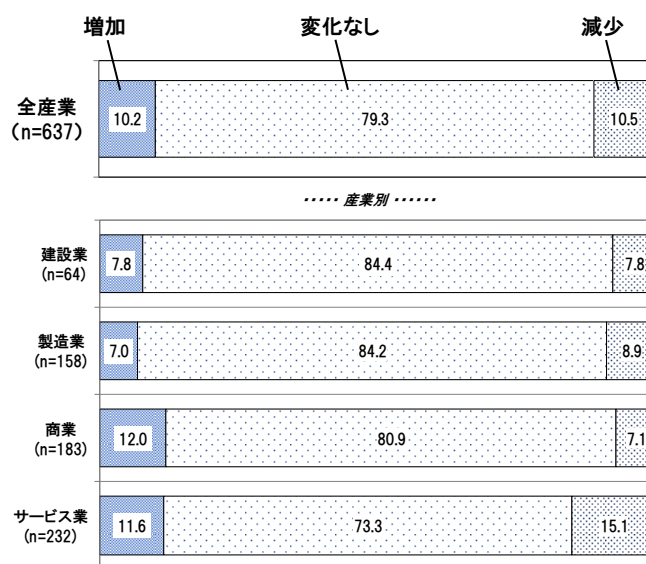 増加 変化なし 減少
全産業 10.2 79.3 10.5
(n=637)
‥‥‥ 産業別 ‥‥‥
建設業 7.8 84.4 7.8
(n=64)
製造業 7.0 84.2 8.9
(n=158)
商業 12.0 80.9 7.1
(n=183)
サービス業 11.6 73.3 15.1
(n=232)